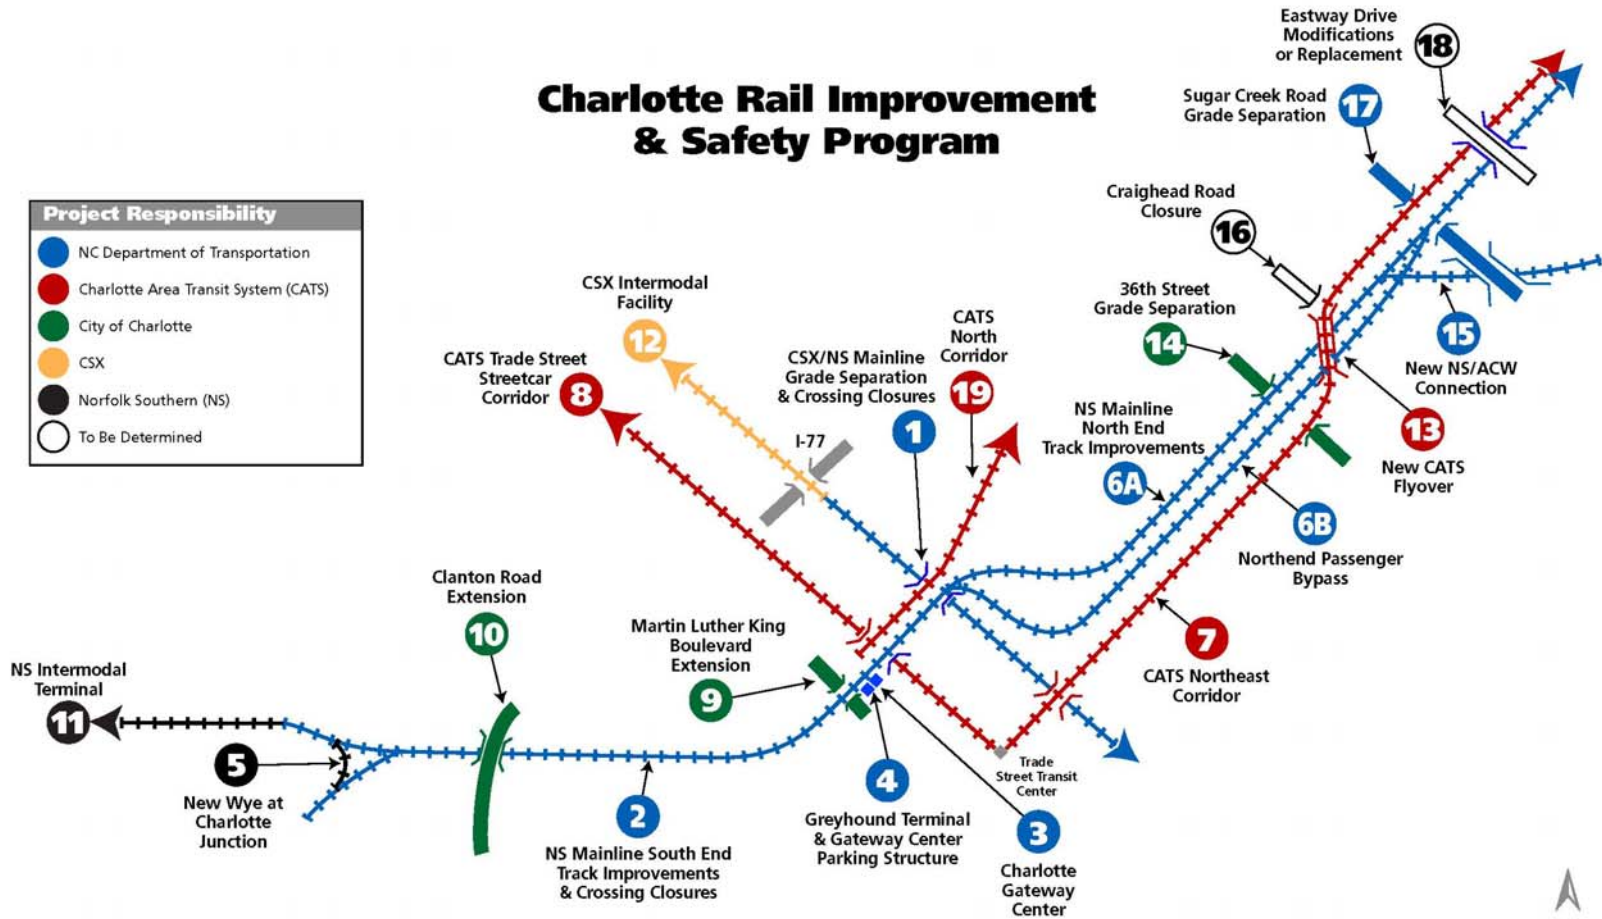 Charlotte Rail Improvement
& Safety Program
Project Responsibility
NC Department of Transportation
Charlotte Area Transit System (CATS)
City of Charlotte
CSX
Norfolk Southern (NS)
To Be Determined
Eastway Drive
Modifications
or Replacement
18
Sugar Creek Road
Grade Separation
17
Craighead Road
Closure
16
36th Street
Grade Separation
14
15
New NS/ACW
Connection
13
New CATS
Flyover
CSX Intermodal
Facility
12
CATS Trade Street
Streetcar
Corridor
8
I-77
CSX/NS Mainline
Grade Separation
& Crossing Closures
1
CATS
North
Corridor
19
NS Mainline
North End
Track Improvements
6A
6B
Northend Passenger
Bypass
7
CATS Northeast
Corridor
Clanton Road
Extension
10
Martin Luther King
Boulevard
Extension
9
NS Intermodal
Terminal
11
5
New Wye at
Charlotte
Junction
2
NS Mainline South End
Track Improvements
& Crossing Closures
4
Greyhound Terminal
& Gateway Center
Parking Structure
Trade
Street Transit
Center
3
Charlotte
Gateway
Center